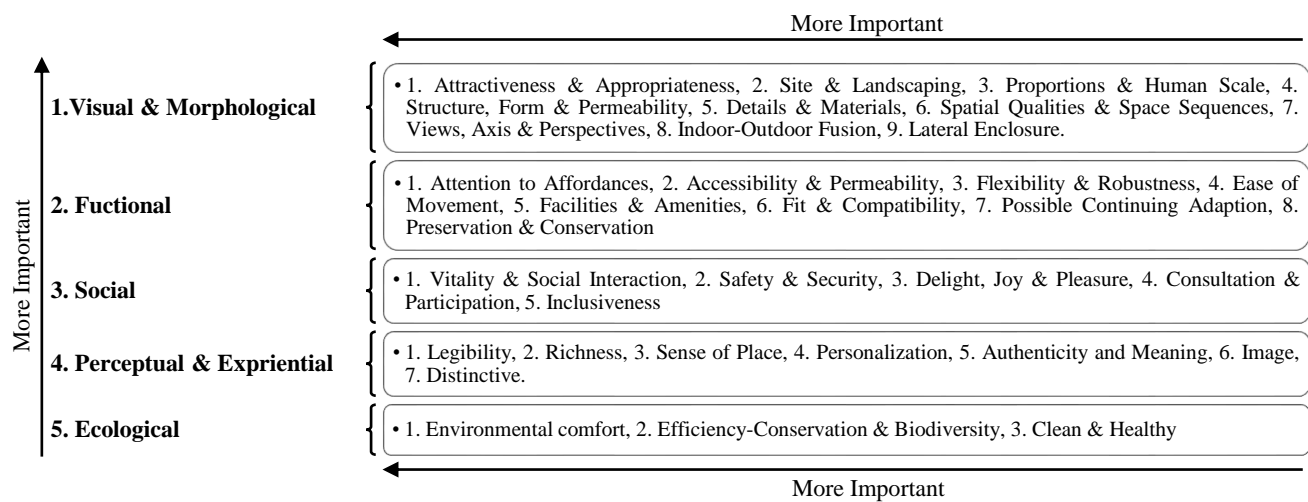 More Important
1.Visual & Morphological
• 1. Attractiveness & Appropriateness, 2. Site & Landscaping, 3. Proportions & Human Scale, 4.
Structure, Form & Permeability, 5. Details & Materials, 6. Spatial Qualities & Space Sequences, 7.
Views, Axis & Perspectives, 8. Indoor-Outdoor Fusion, 9. Lateral Enclosure.
2. Fuctional
• 1. Attention to Affordances, 2. Accessibility & Permeability, 3. Flexibility & Robustness, 4. Ease of
Movement, 5. Facilities & Amenities, 6. Fit & Compatibility, 7. Possible Continuing Adaption, 8.
Preservation & Conservation
More Important
3. Social
• 1. Vitality & Social Interaction, 2. Safety & Security, 3. Delight, Joy & Pleasure, 4. Consultation &
Participation, 5. Inclusiveness
4. Perceptual & Expriential
• 1. Legibility, 2. Richness, 3. Sense of Place, 4. Personalization, 5. Authenticity and Meaning, 6. Image,
7. Distinctive.
5. Ecological
• 1. Environmental comfort, 2. Efficiency-Conservation & Biodiversity, 3. Clean & Healthy
More Important